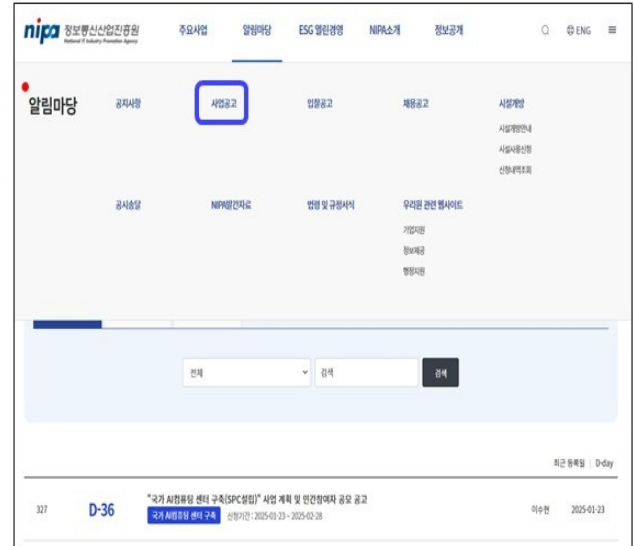 nipa 정보통신산업진흥원
National IT Industry Promotion Agency
주요사업 알림마당 ESG 열린경영 NIPA소개 정보공개 ENG
알림마당 공지사항 사업공고 입찰공고 채용공고 시설개방
시설개방안내
시설사용신청
신청내역조회
공시송달 NIPA발간자료 법령 및 규정서식 우리원 관련 웹사이트
기업지원
정보제공
행정지원
전체 검색 검색
최근 등록일 | D-day
327 D-36 "국가 AI컴퓨팅 센터 구축(SPC설립)" 사업 계획 및 민간참여자 공모 공고 이수현 2025-01-23
국가 AI컴퓨팅 센터 구축 신청기간 : 2025-01-23 ~ 2025-02-28